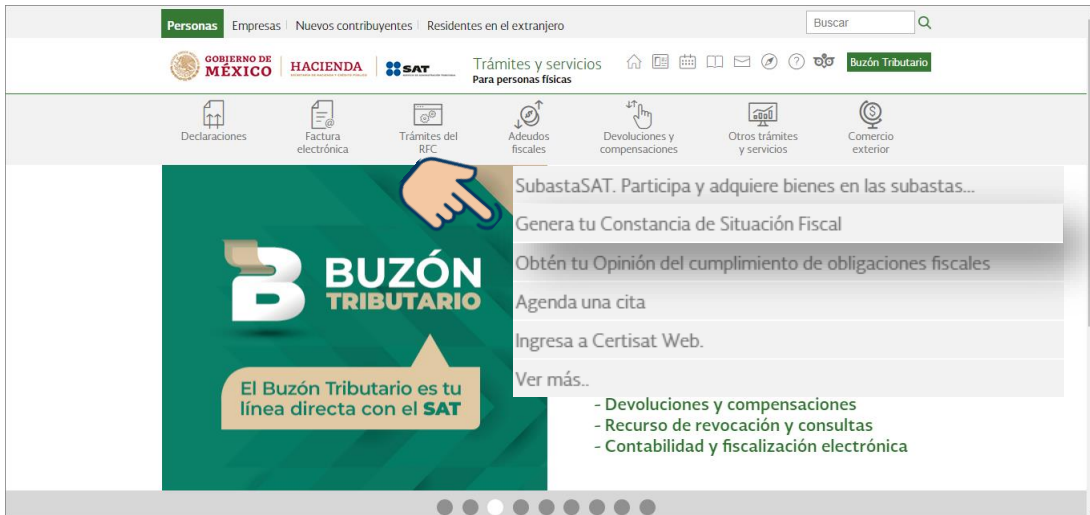 Personas Empresas Nuevos contribuyentes Residentes en el extranjero Buscar
GOBIERNO DE
MÉXICO
HACIENDA
SAT
Trámites y servicios
Para personas físicas
Buzón Tributario
Declaraciones
Factura
electrónica
Trámites del
RFC
Adeudos
fiscales
Devoluciones y
compensaciones
Otros trámites
y servicios
Comercio
exterior
SubastaSAT. Participa y adquiere bienes en las subastas...
Genera tu Constancia de Situación Fiscal
Obtén tu Opinión del cumplimiento de obligaciones fiscales
Agenda una cita
Ingresa a Certisat Web.
Ver más..
B BUZÓN
TRIBUTARIO
El Buzón Tributario es tu
línea directa con el SAT
- Devoluciones y compensaciones
- Recurso de revocación y consultas
- Contabilidad y fiscalización electrónica